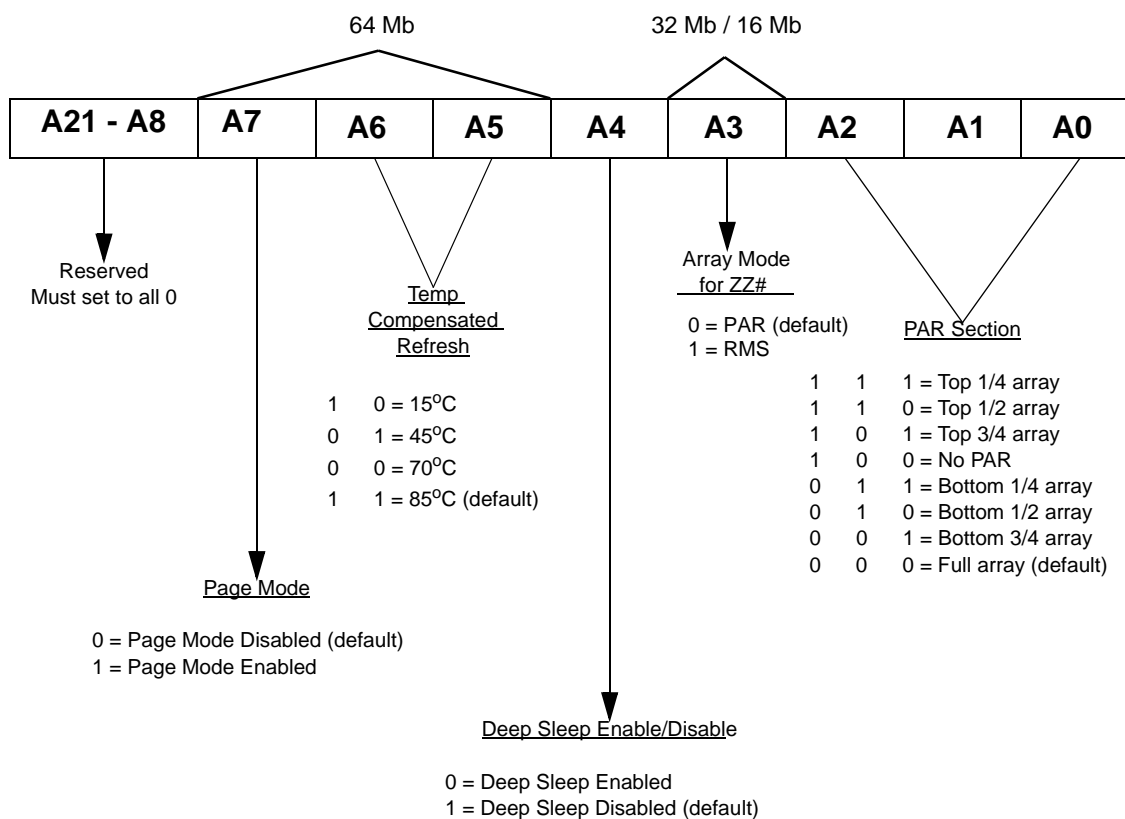 64 Mb
32 Mb / 16 Mb
A21 - A8
A7
A6
A5
A4
A3
A2
A1
A0
Reserved
Must set to all 0
Temp
Compensated
Refresh
1 0 = 15°C
0 1 = 45°C
0 0 = 70°C
1 1 = 85°C (default)
Array Mode
for ZZ#
0 = PAR (default)
1 = RMS
PAR Section
1 1 1 = Top 1/4 array
1 1 0 = Top 1/2 array
1 0 1 = Top 3/4 array
1 0 0 = No PAR
0 1 1 = Bottom 1/4 array
0 1 0 = Bottom 1/2 array
0 0 1 = Bottom 3/4 array
0 0 0 = Full array (default)
Page Mode
0 = Page Mode Disabled (default)
1 = Page Mode Enabled
Deep Sleep Enable/Disable
0 = Deep Sleep Enabled
1 = Deep Sleep Disabled (default)